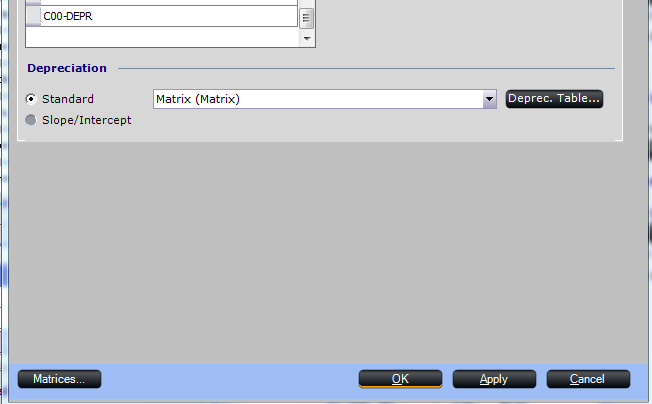 C00-DEPR
Depreciation
Standard Matrix (Matrix) Deprec. Table...
Slope/Intercept
Matrices... OK Apply Cancel